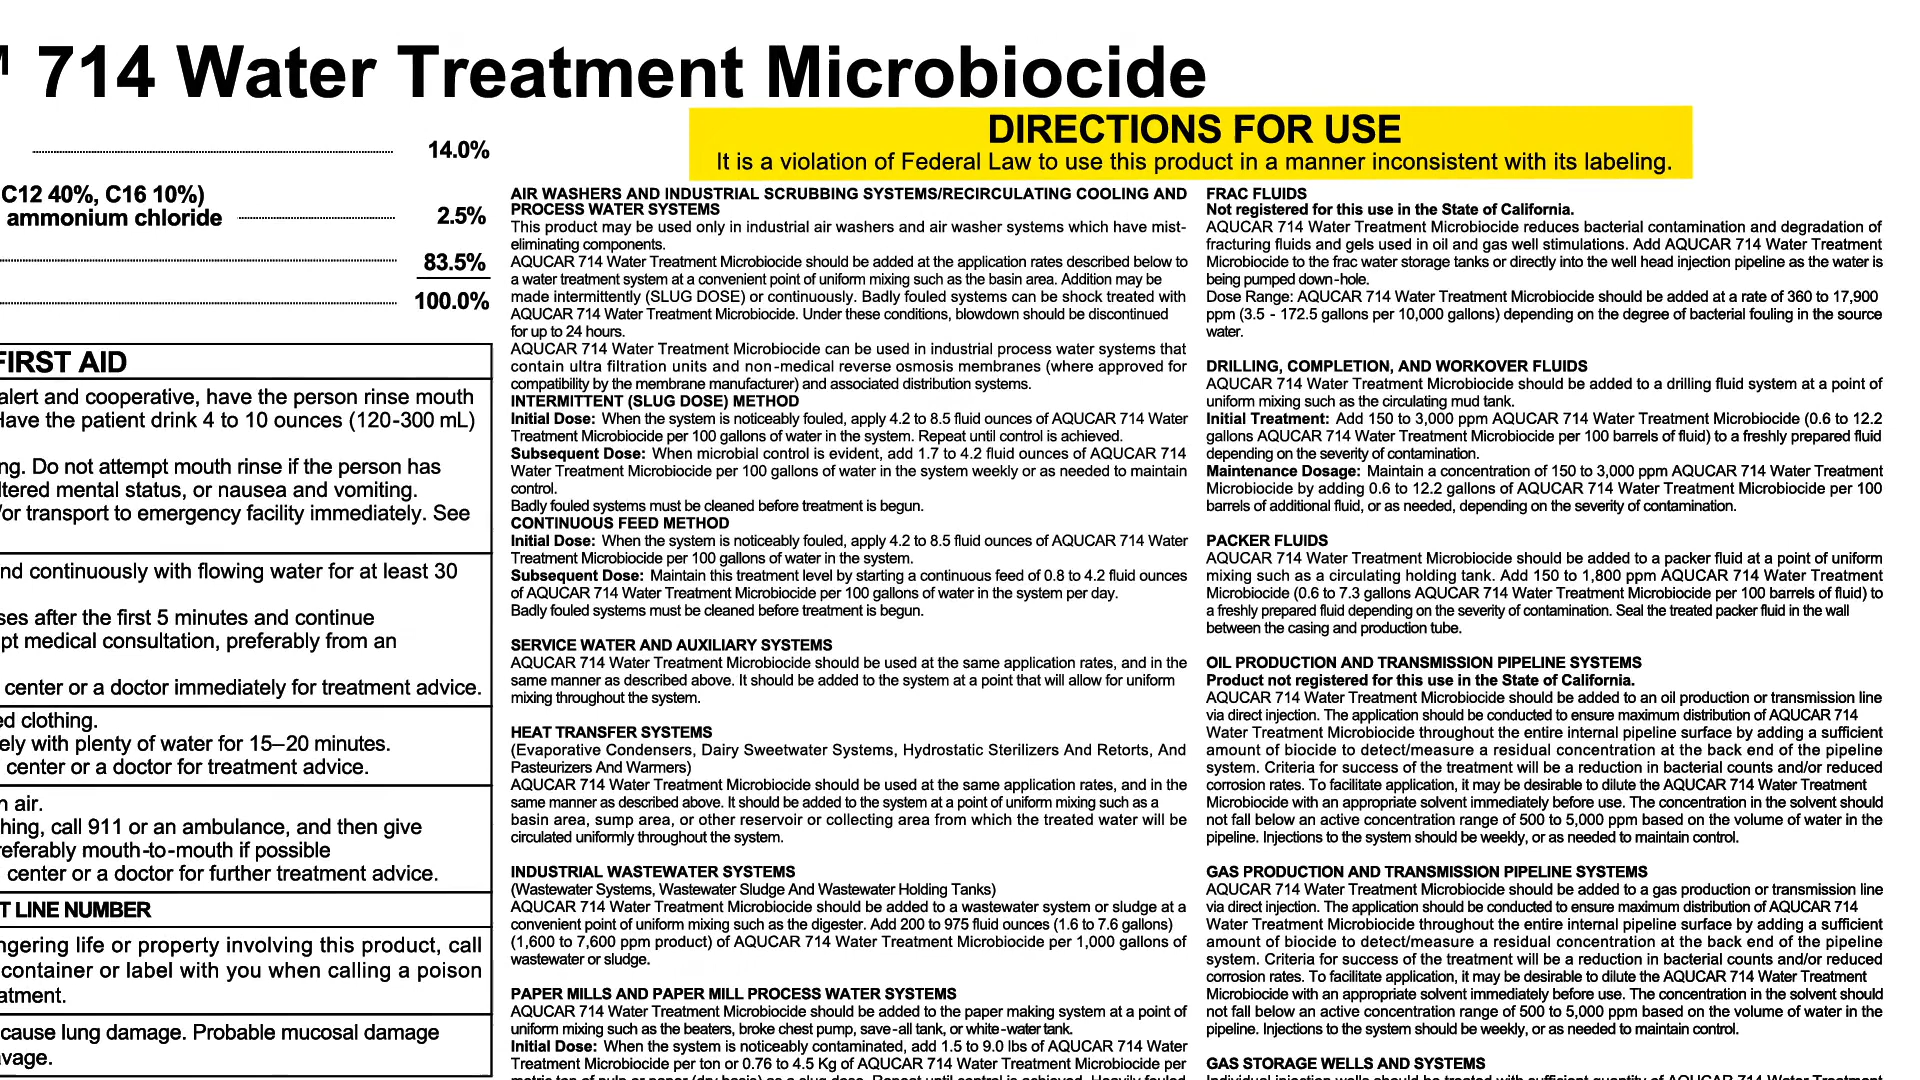 714 Water Treatment Microbiocide
14.0%
C12 40%, C16 10%)
ammonium chloride 2.5%
83.5%
100.0%
FIRST AID
alert and cooperative, have the person rinse mouth
Have the patient drink 4 to 10 ounces (120-300 mL)
ng. Do not attempt mouth rinse if the person has
ltered mental status, or nausea and vomiting.
/or transport to emergency facility immediately. See
nd continuously with flowing water for at least 30
ses after the first 5 minutes and continue
pt medical consultation, preferably from an
center or a doctor immediately for treatment advice.
ed clothing.
ely with plenty of water for 15–20 minutes.
center or a doctor for treatment advice.
n air.
thing, call 911 or an ambulance, and then give
referably mouth-to-mouth if possible
center or a doctor for further treatment advice.
T LINE NUMBER
ngering life or property involving this product, call
container or label with you when calling a poison
atment.
cause lung damage. Probable mucosal damage
avage.
DIRECTIONS FOR USE
It is a violation of Federal Law to use this product in a manner inconsistent with its labeling.
AIR WASHERS AND INDUSTRIAL SCRUBBING SYSTEMS/RECIRCULATING COOLING AND
PROCESS WATER SYSTEMS
This product may be used only in industrial air washers and air washer systems which have mist-
eliminating components.
AQUCAR 714 Water Treatment Microbiocide should be added at the application rates described below to
a water treatment system at a convenient point of uniform mixing such as the basin area. Addition may be
made intermittently (SLUG DOSE) or continuously. Badly fouled systems can be shock treated with
AQUCAR 714 Water Treatment Microbiocide. Under these conditions, blowdown should be discontinued
for up to 24 hours.
AQUCAR 714 Water Treatment Microbiocide can be used in industrial process water systems that
contain ultra filtration units and non-medical reverse osmosis membranes (where approved for
compatibility by the membrane manufacturer) and associated distribution systems.
INTERMITTENT (SLUG DOSE) METHOD
Initial Dose: When the system is noticeably fouled, apply 4.2 to 8.5 fluid ounces of AQUCAR 714 Water
Treatment Microbiocide per 100 gallons of water in the system. Repeat until control is achieved.
Subsequent Dose: When microbial control is evident, add 1.7 to 4.2 fluid ounces of AQUCAR 714
Water Treatment Microbiocide per 100 gallons of water in the system weekly or as needed to maintain
control.
Badly fouled systems must be cleaned before treatment is begun.
CONTINUOUS FEED METHOD
Initial Dose: When the system is noticeably fouled, apply 4.2 to 8.5 fluid ounces of AQUCAR 714 Water
Treatment Microbiocide per 100 gallons of water in the system.
Subsequent Dose: Maintain this treatment level by starting a continuous feed of 0.8 to 4.2 fluid ounces
of AQUCAR 714 Water Treatment Microbiocide per 100 gallons of water in the system per day.
Badly fouled systems must be cleaned before treatment is begun.
SERVICE WATER AND AUXILIARY SYSTEMS
AQUCAR 714 Water Treatment Microbiocide should be used at the same application rates, and in the
same manner as described above. It should be added to the system at a point that will allow for uniform
mixing throughout the system.
HEAT TRANSFER SYSTEMS
(Evaporative Condensers, Dairy Sweetwater Systems, Hydrostatic Sterilizers And Retorts, And
Pasteurizers And Warmers)
AQUCAR 714 Water Treatment Microbiocide should be used at the same application rates, and in the
same manner as described above. It should be added to the system at a point of uniform mixing such as a
basin area, sump area, or other reservoir or collecting area from which the treated water will be
circulated uniformly throughout the system.
INDUSTRIAL WASTEWATER SYSTEMS
(Wastewater Systems, Wastewater Sludge And Wastewater Holding Tanks)
AQUCAR 714 Water Treatment Microbiocide should be added to a wastewater system or sludge at a
convenient point of uniform mixing such as the digester. Add 200 to 975 fluid ounces (1.6 to 7.6 gallons)
(1,600 to 7,600 ppm product) of AQUCAR 714 Water Treatment Microbiocide per 1,000 gallons of
wastewater or sludge.
PAPER MILLS AND PAPER MILL PROCESS WATER SYSTEMS
AQUCAR 714 Water Treatment Microbiocide should be added to the paper making system at a point of
uniform mixing such as the beaters, broke chest pump, save-all tank, or white-water tank.
Initial Dose: When the system is noticeably contaminated, add 1.5 to 9.0 lbs of AQUCAR 714 Water
Treatment Microbiocide per ton or 0.76 to 4.5 Kg of AQUCAR 714 Water Treatment Microbiocide per
metric ton of pulp or paper (dry basis) as a slug dose. Repeat until control is achieved. Heavily fouled
FRAC FLUIDS
Not registered for this use in the State of California.
AQUCAR 714 Water Treatment Microbiocide reduces bacterial contamination and degradation of
fracturing fluids and gels used in oil and gas well stimulations. Add AQUCAR 714 Water Treatment
Microbiocide to the frac water storage tanks or directly into the well head injection pipeline as the water is
being pumped down-hole.
Dose Range: AQUCAR 714 Water Treatment Microbiocide should be added at a rate of 360 to 17,900
ppm (3.5 - 172.5 gallons per 10,000 gallons) depending on the degree of bacterial fouling in the source
water.
DRILLING, COMPLETION, AND WORKOVER FLUIDS
AQUCAR 714 Water Treatment Microbiocide should be added to a drilling fluid system at a point of
uniform mixing such as the circulating mud tank.
Initial Treatment: Add 150 to 3,000 ppm AQUCAR 714 Water Treatment Microbiocide (0.6 to 12.2
gallons AQUCAR 714 Water Treatment Microbiocide per 100 barrels of fluid) to a freshly prepared fluid
depending on the severity of contamination.
Maintenance Dosage: Maintain a concentration of 150 to 3,000 ppm AQUCAR 714 Water Treatment
Microbiocide by adding 0.6 to 12.2 gallons of AQUCAR 714 Water Treatment Microbiocide per 100
barrels of additional fluid, or as needed, depending on the severity of contamination.
PACKER FLUIDS
AQUCAR 714 Water Treatment Microbiocide should be added to a packer fluid at a point of uniform
mixing such as a circulating holding tank. Add 150 to 1,800 ppm AQUCAR 714 Water Treatment
Microbiocide (0.6 to 7.3 gallons AQUCAR 714 Water Treatment Microbiocide per 100 barrels of fluid) to
a freshly prepared fluid depending on the severity of contamination. Seal the treated packer fluid in the wall
between the casing and production tube.
OIL PRODUCTION AND TRANSMISSION PIPELINE SYSTEMS
Product not registered for this use in the State of California.
AQUCAR 714 Water Treatment Microbiocide should be added to an oil production or transmission line
via direct injection. The application should be conducted to ensure maximum distribution of AQUCAR 714
Water Treatment Microbiocide throughout the entire internal pipeline surface by adding a sufficient
amount of biocide to detect/measure a residual concentration at the back end of the pipeline
system. Criteria for success of the treatment will be a reduction in bacterial counts and/or reduced
corrosion rates. To facilitate application, it may be desirable to dilute the AQUCAR 714 Water Treatment
Microbiocide with an appropriate solvent immediately before use. The concentration in the solvent should
not fall below an active concentration range of 500 to 5,000 ppm based on the volume of water in the
pipeline. Injections to the system should be weekly, or as needed to maintain control.
GAS PRODUCTION AND TRANSMISSION PIPELINE SYSTEMS
AQUCAR 714 Water Treatment Microbiocide should be added to a gas production or transmission line
via direct injection. The application should be conducted to ensure maximum distribution of AQUCAR 714
Water Treatment Microbiocide throughout the entire internal pipeline surface by adding a sufficient
amount of biocide to detect/measure a residual concentration at the back end of the pipeline
system. Criteria for success of the treatment will be a reduction in bacterial counts and/or reduced
corrosion rates. To facilitate application, it may be desirable to dilute the AQUCAR 714 Water Treatment
Microbiocide with an appropriate solvent immediately before use. The concentration in the solvent should
not fall below an active concentration range of 500 to 5,000 ppm based on the volume of water in the
pipeline. Injections to the system should be weekly, or as needed to maintain control.
GAS STORAGE WELLS AND SYSTEMS
Individual injection wells should be treated with sufficient quantity of AQUCAR 714 Water Treatment